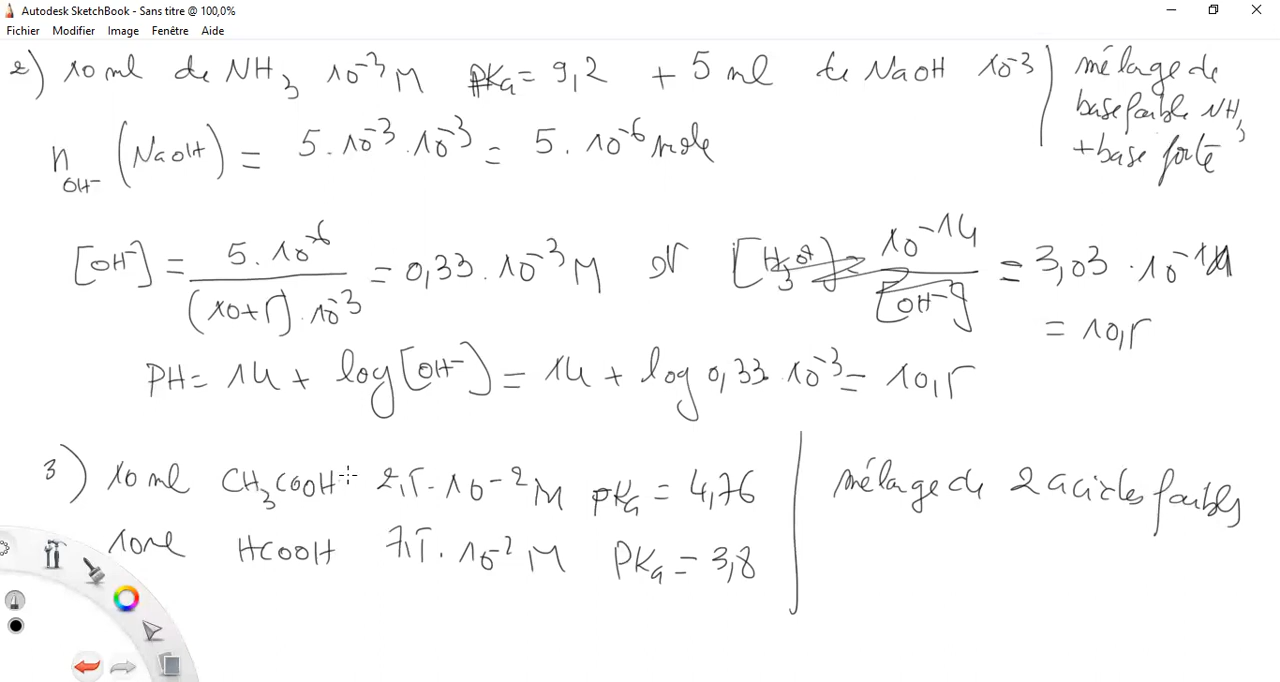 Autodesk SketchBook - Sans titre @ 100,0%
Fichier Modifier Image Fenêtre Aide
2) 10 ml de NH3 10^-3 M pKa = 9,2 + 5 ml de NaOH 10^-3
mélange de
base faible NH3
+ base forte
n OH- (NaOH) = 5 . 10^-3 . 10^-3 = 5 . 10^-6 mole
[OH-] = 5 . 10^-6 / (10+5) . 10^-3 = 0,33 . 10^-3 M or [H3O+] = 10^-14 / [OH-] = 3,03 . 10^-11
= 10,5
PH = 14 + log [OH-] = 14 + log 0,33 . 10^-3 = 10,5
3) 10 ml CH3COOH 2,5 . 10^-2 M pKa = 4,76
mélange de 2 acides faibles
10 ml HCOOH 7,5 . 10^-2 M PKa = 3,8